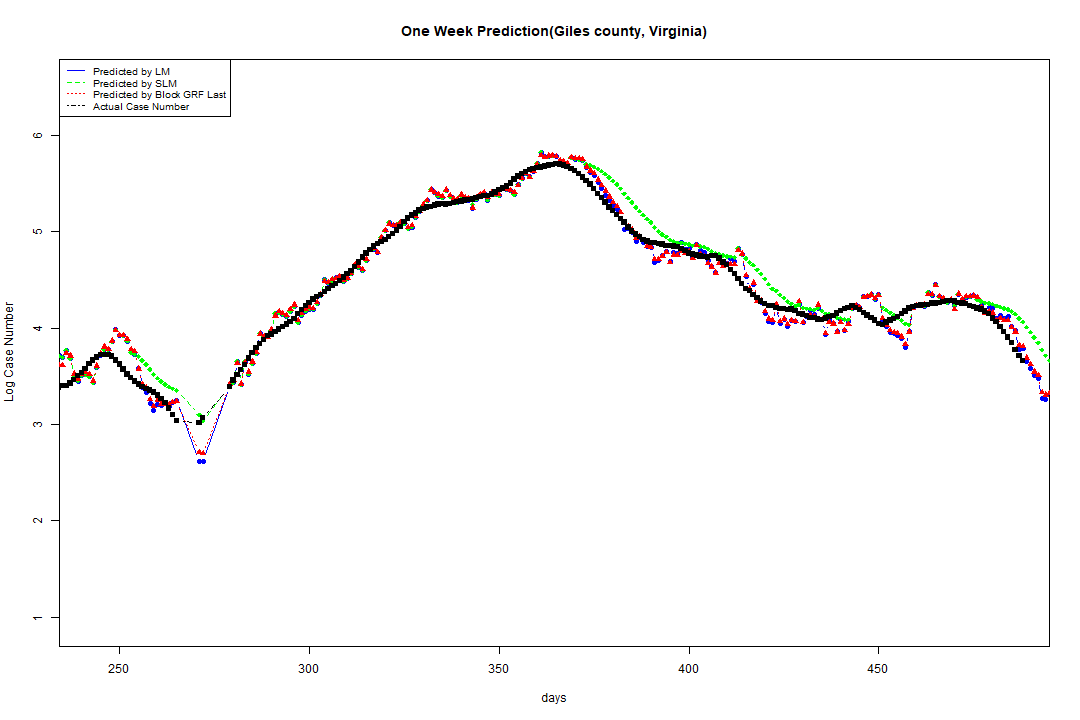 One Week Prediction(Giles county, Virginia)
Predicted by LM
Predicted by SLM
Predicted by Block GRF Last
Actual Case Number
6
5
4
3
2
1
Log Case Number
250 300 350 400 450
days